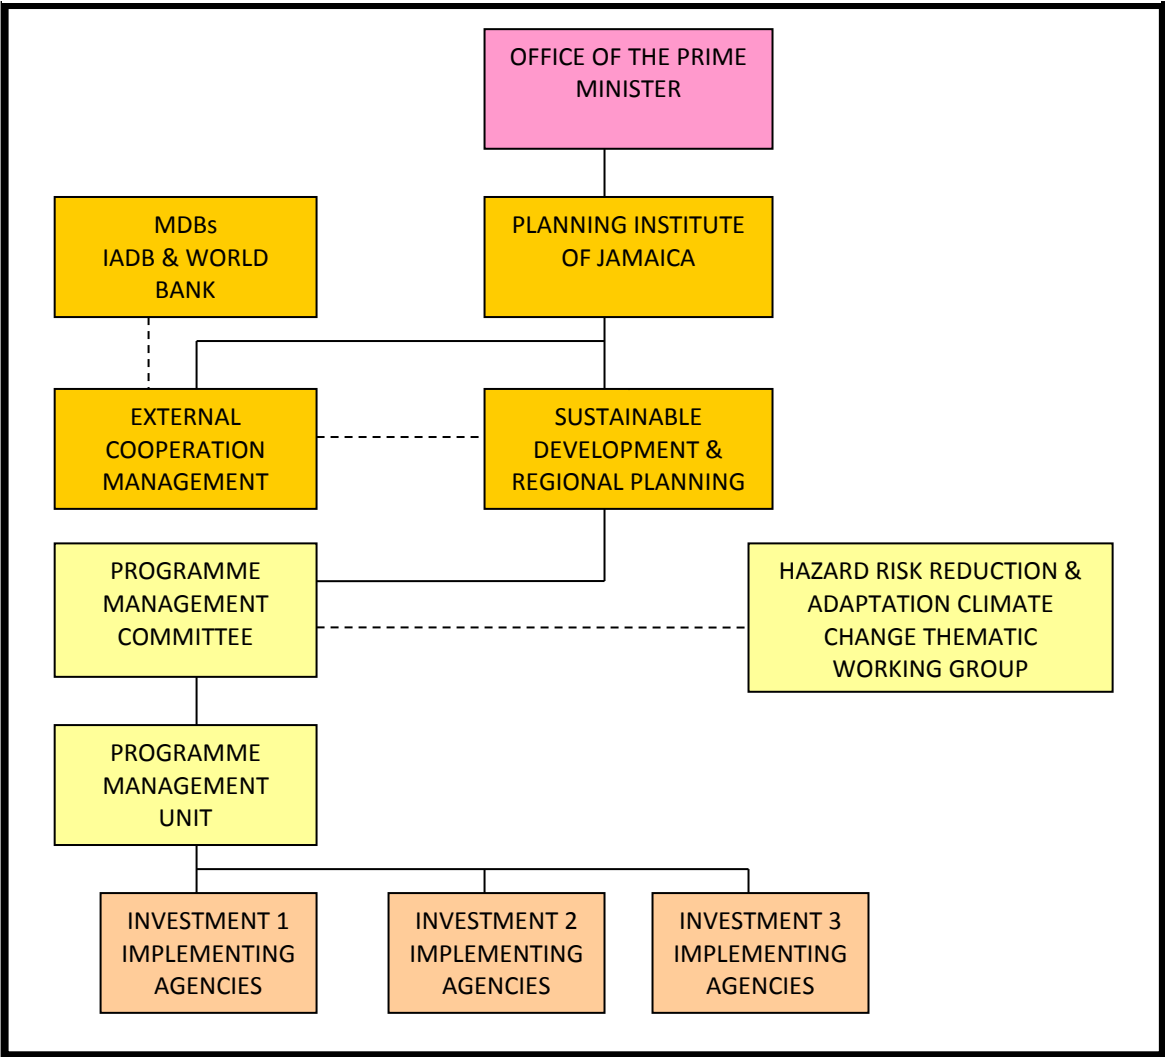 OFFICE OF THE PRIME
MINISTER
MDBs
IADB & WORLD
BANK
PLANNING INSTITUTE
OF JAMAICA
EXTERNAL
COOPERATION
MANAGEMENT
SUSTAINABLE
DEVELOPMENT &
REGIONAL PLANNING
PROGRAMME
MANAGEMENT
COMMITTEE
HAZARD RISK REDUCTION &
ADAPTATION CLIMATE
CHANGE THEMATIC
WORKING GROUP
PROGRAMME
MANAGEMENT
UNIT
INVESTMENT 1
IMPLEMENTING
AGENCIES
INVESTMENT 2
IMPLEMENTING
AGENCIES
INVESTMENT 3
IMPLEMENTING
AGENCIES